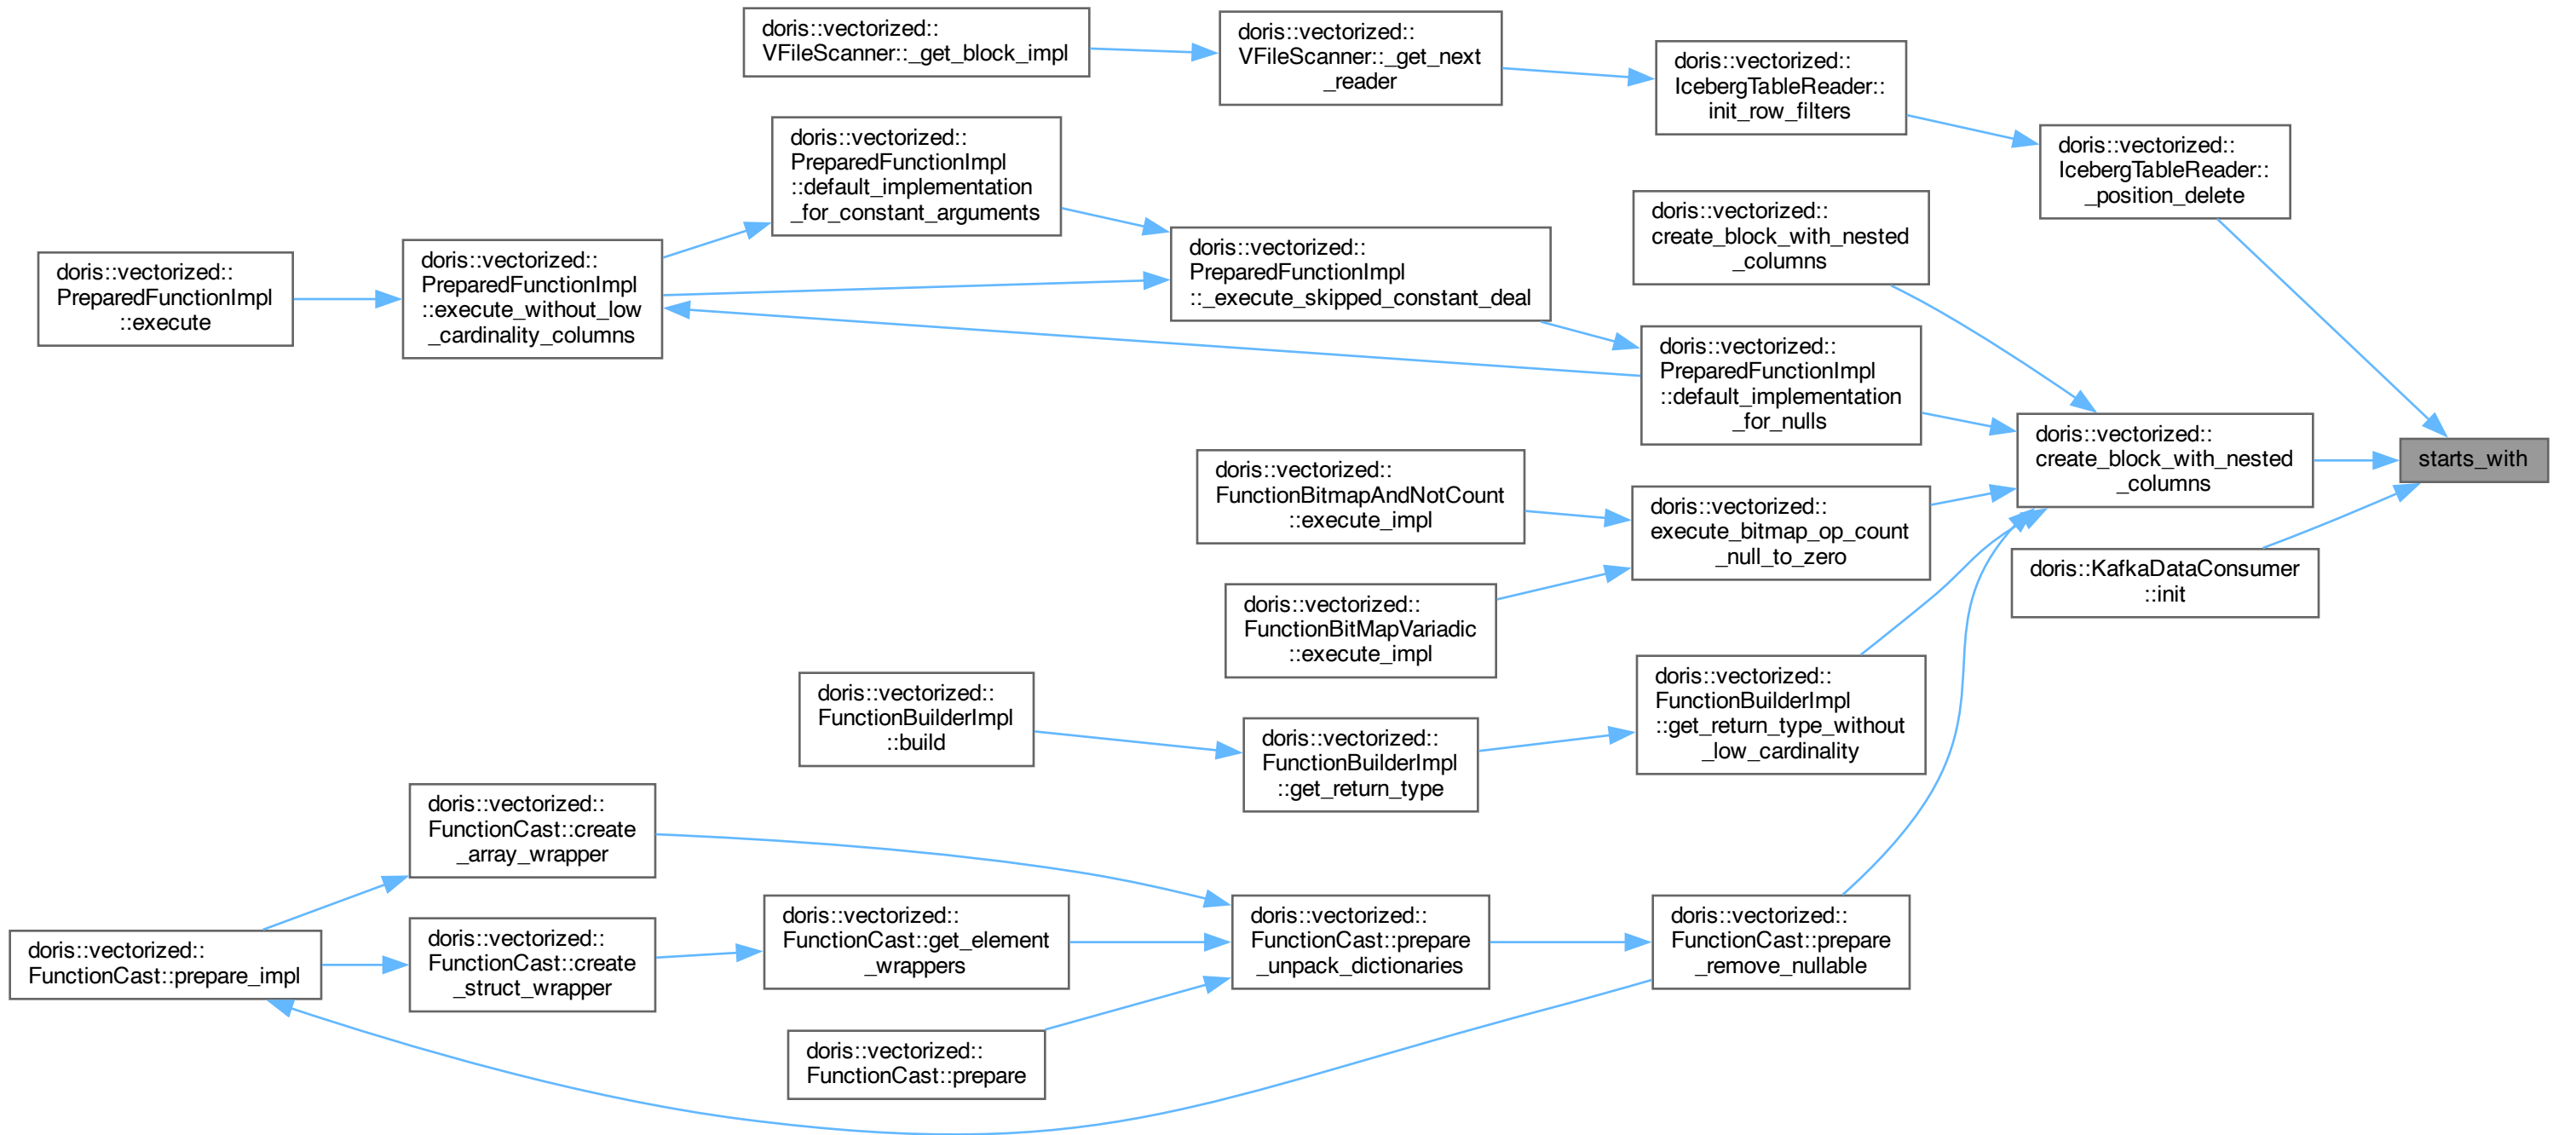 doris::vectorized::
VFileScanner::_get_block_impl
doris::vectorized::
VFileScanner::_get_next
_reader
doris::vectorized::
IcebergTableReader::
init_row_filters
doris::vectorized::
IcebergTableReader::
_position_delete
doris::vectorized::
PreparedFunctionImpl
::default_implementation
_for_constant_arguments
doris::vectorized::
create_block_with_nested
_columns
doris::vectorized::
PreparedFunctionImpl
::execute
doris::vectorized::
PreparedFunctionImpl
::execute_without_low
_cardinality_columns
doris::vectorized::
PreparedFunctionImpl
::_execute_skipped_constant_deal
doris::vectorized::
PreparedFunctionImpl
::default_implementation
_for_nulls
doris::vectorized::
create_block_with_nested
_columns
starts_with
doris::vectorized::
FunctionBitmapAndNotCount
::execute_impl
doris::vectorized::
execute_bitmap_op_count
_null_to_zero
doris::KafkaDataConsumer
::init
doris::vectorized::
FunctionBitMapVariadic
::execute_impl
doris::vectorized::
FunctionBuilderImpl
::build
doris::vectorized::
FunctionBuilderImpl
::get_return_type
doris::vectorized::
FunctionBuilderImpl
::get_return_type_without
_low_cardinality
doris::vectorized::
FunctionCast::create
_array_wrapper
doris::vectorized::
FunctionCast::prepare_impl
doris::vectorized::
FunctionCast::create
_struct_wrapper
doris::vectorized::
FunctionCast::get_element
_wrappers
doris::vectorized::
FunctionCast::prepare
_unpack_dictionaries
doris::vectorized::
FunctionCast::prepare
_remove_nullable
doris::vectorized::
FunctionCast::prepare